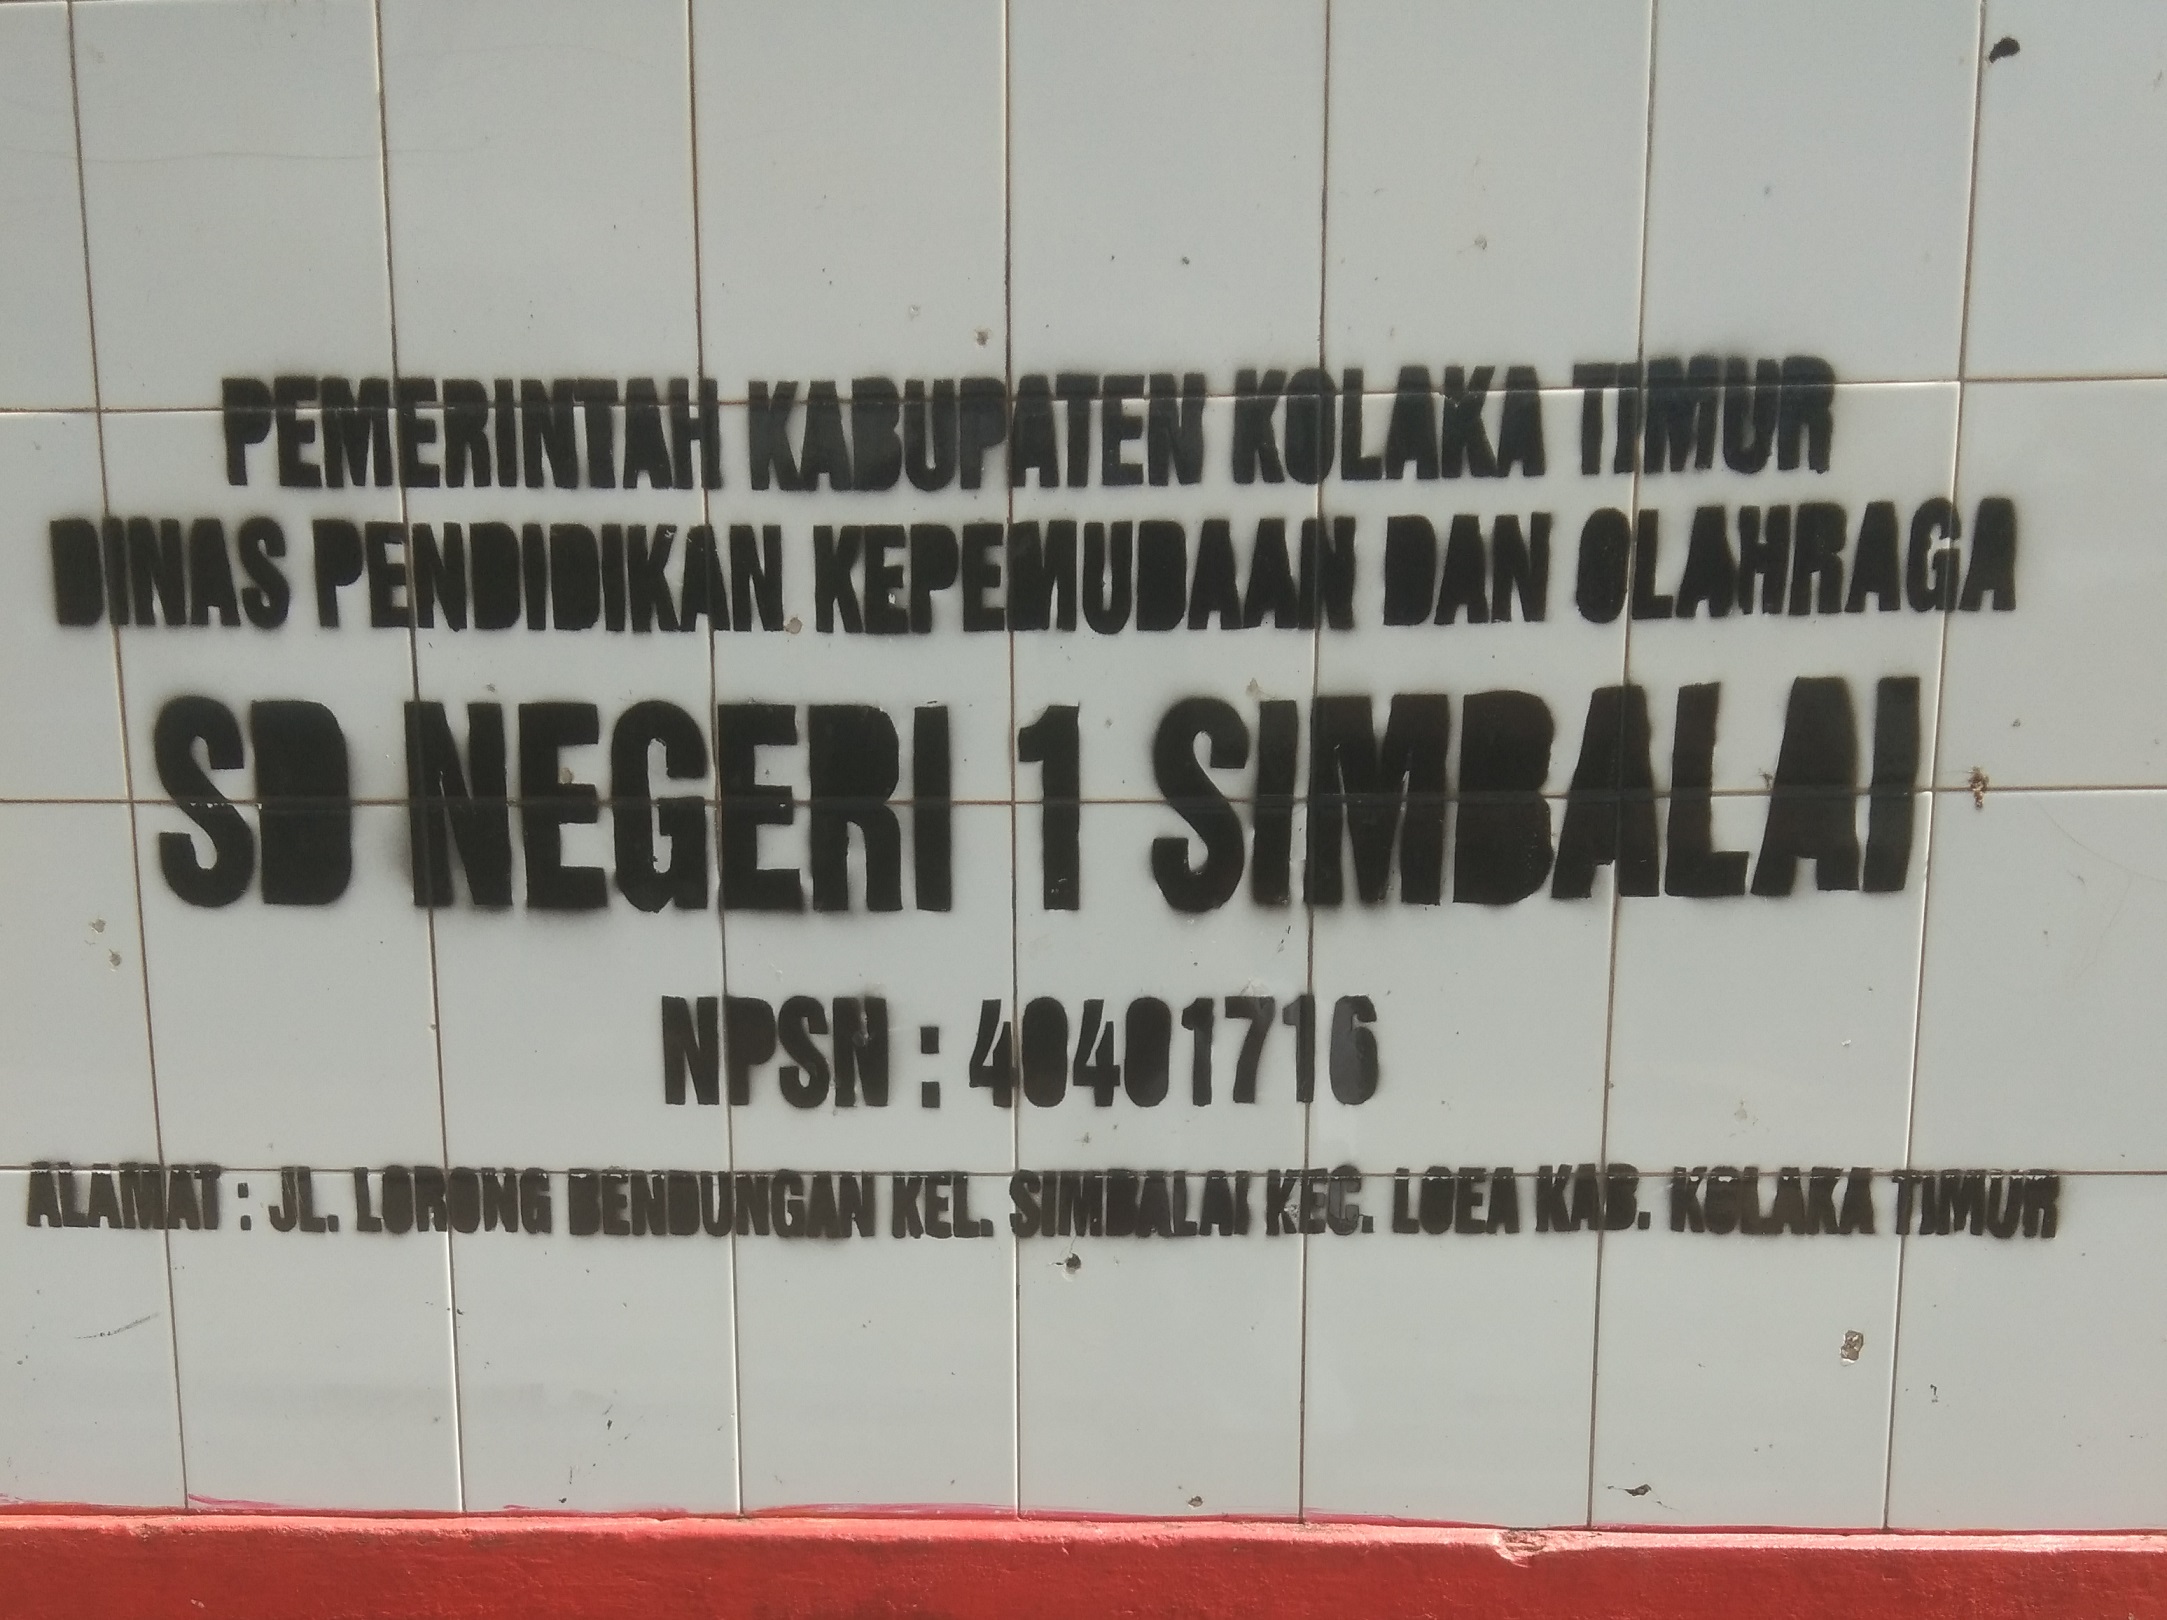 PEMERINTAH KABUPATEN KOLAKA TIMUR
DINAS PENDIDIKAN KEPEMUDAAN DAN OLAHRAGA
SD NEGERI 1 SIMBALAI
NPSN : 40401716
ALAMAT : JL. LORONG BENDUNGAN KEL. SIMBALAI KEC. LOEA KAB. KOLAKA TIMUR